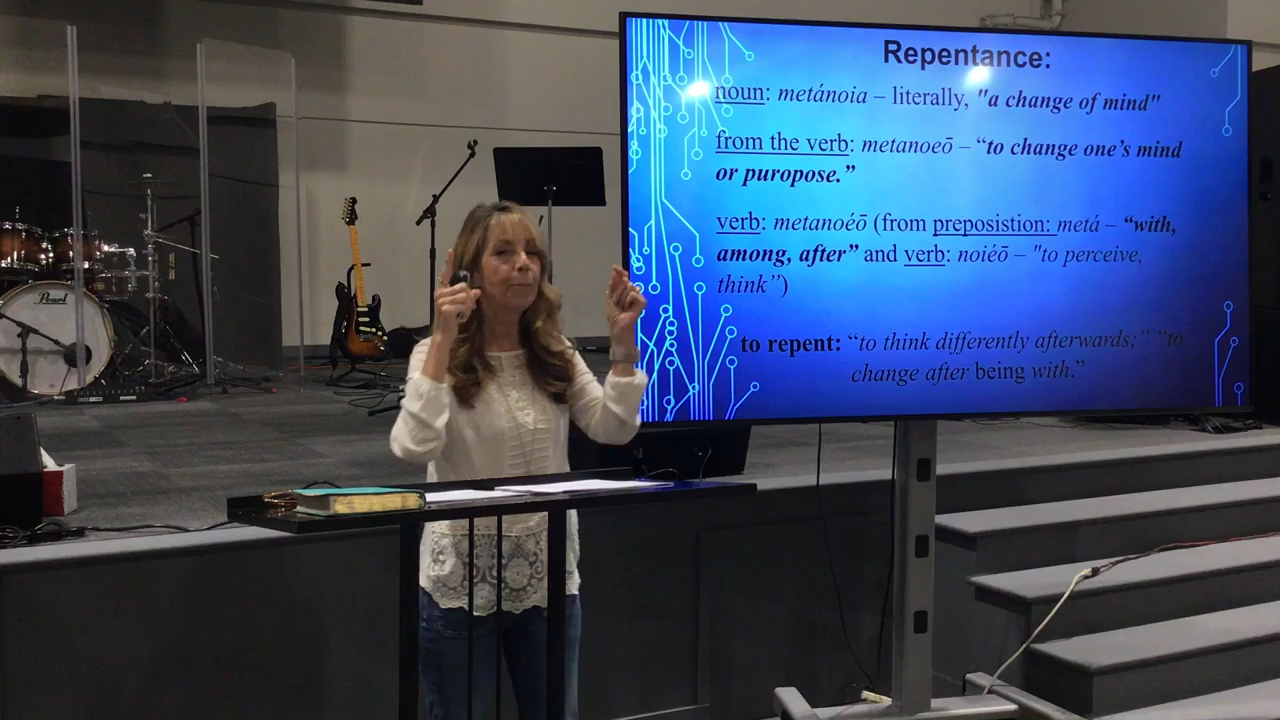 Repentance:
noun: metánoia – literally, "a change of mind"
from the verb: metanoeō – “to change one’s mind
or puropose.”
verb: metanoéō (from preposistion: metá – “with,
among, after” and verb: noiéō – "to perceive,
think”)
to repent: “to think differently afterwards;” “to
change after being with.”
Pearl